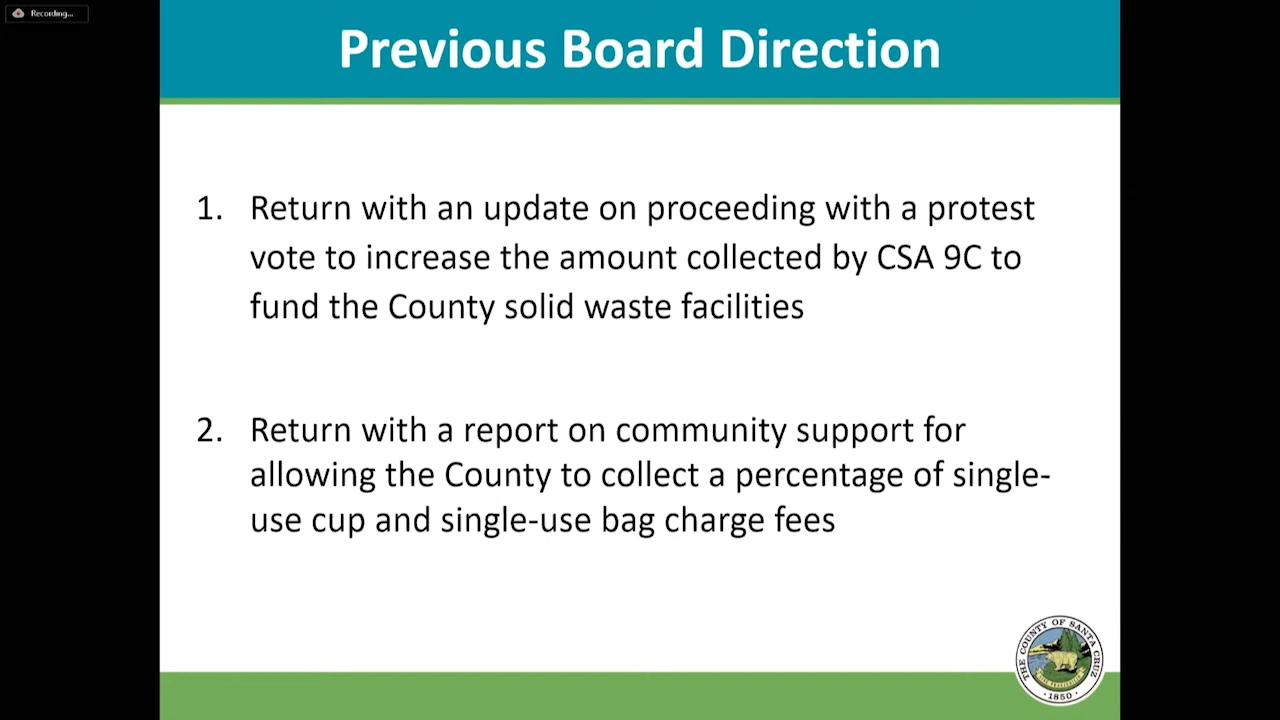 Recording...
Previous Board Direction
1. Return with an update on proceeding with a protest
vote to increase the amount collected by CSA 9C to
fund the County solid waste facilities
2. Return with a report on community support for
allowing the County to collect a percentage of single-
use cup and single-use bag charge fees
THE COUNTY OF SANTA CRUZ
· 1850 ·